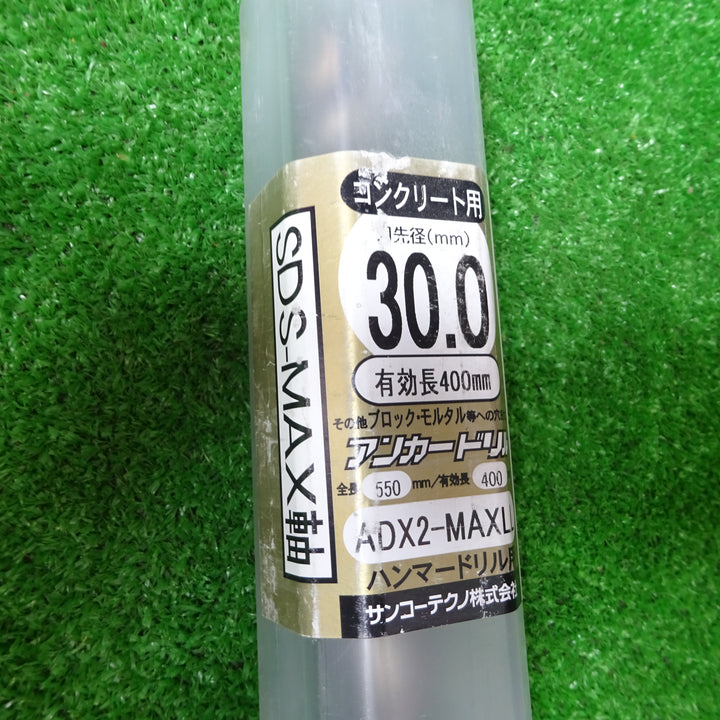 コンクリート用
先径(mm)
30.0
有効長400mm
その他ブロック・モルタル等への穴
アンカードリル
全長 550 mm/有効長 400
ADX2-MAXL
ハンマードリル用
サンコーテクノ株式会
SDS-MAX軸